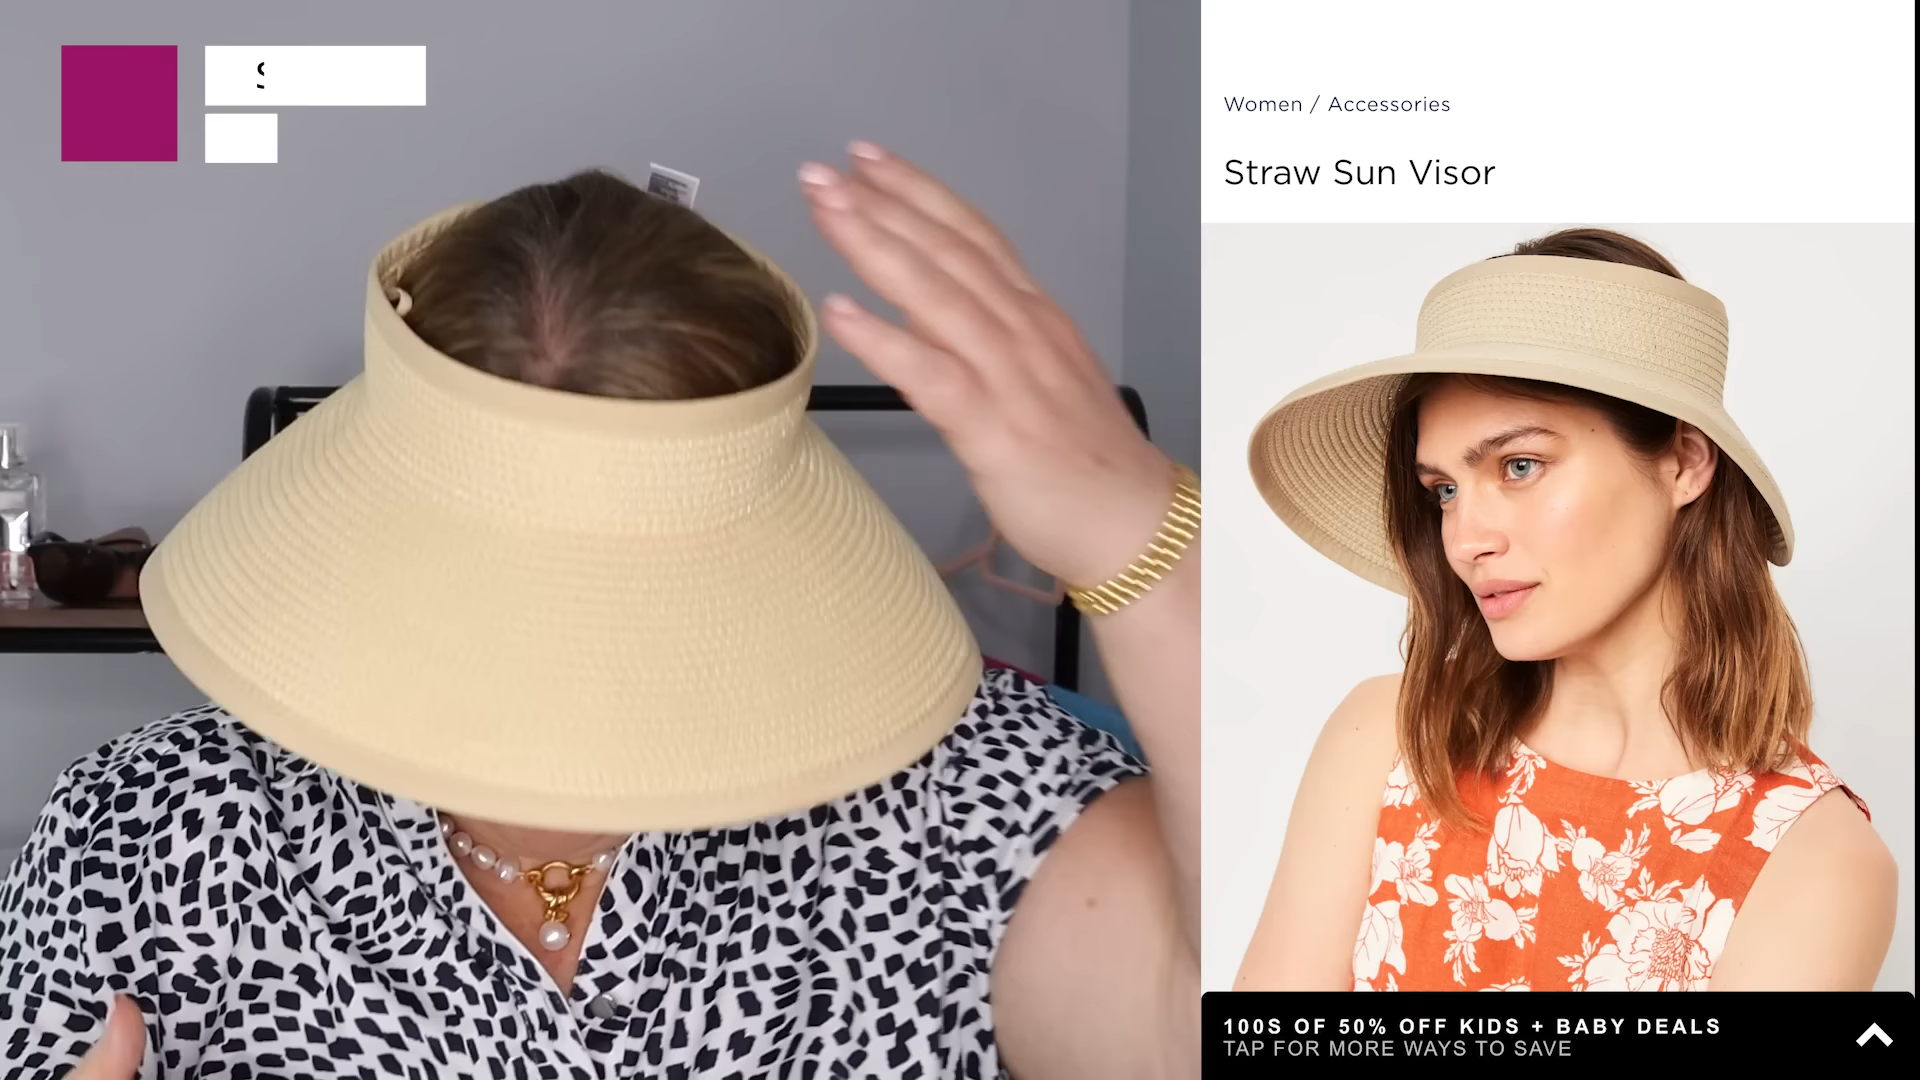 Women / Accessories
Straw Sun Visor
100S OF 50% OFF KIDS + BABY DEALS
TAP FOR MORE WAYS TO SAVE